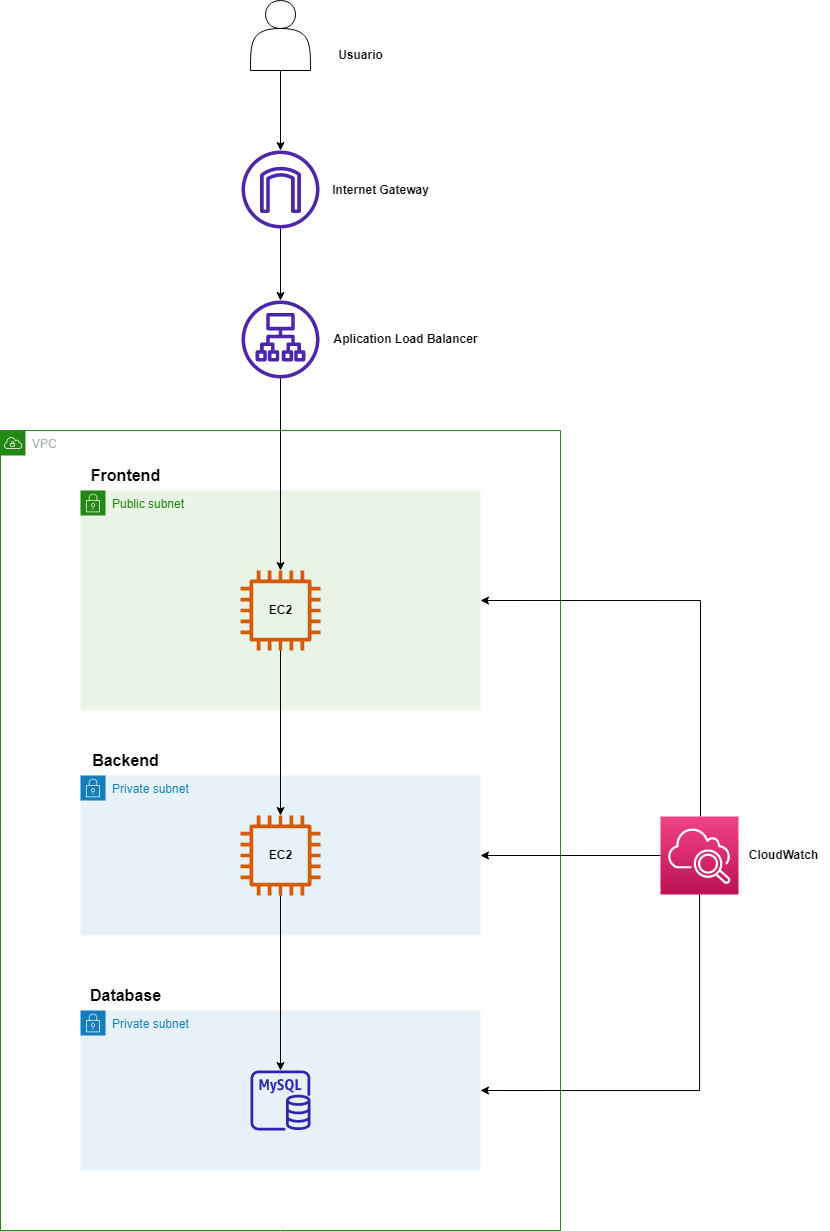 Usuario
Internet Gateway
Aplication Load Balancer
VPC
Frontend
Public subnet
EC2
Backend
Private subnet
EC2
CloudWatch
Database
Private subnet
MySQL